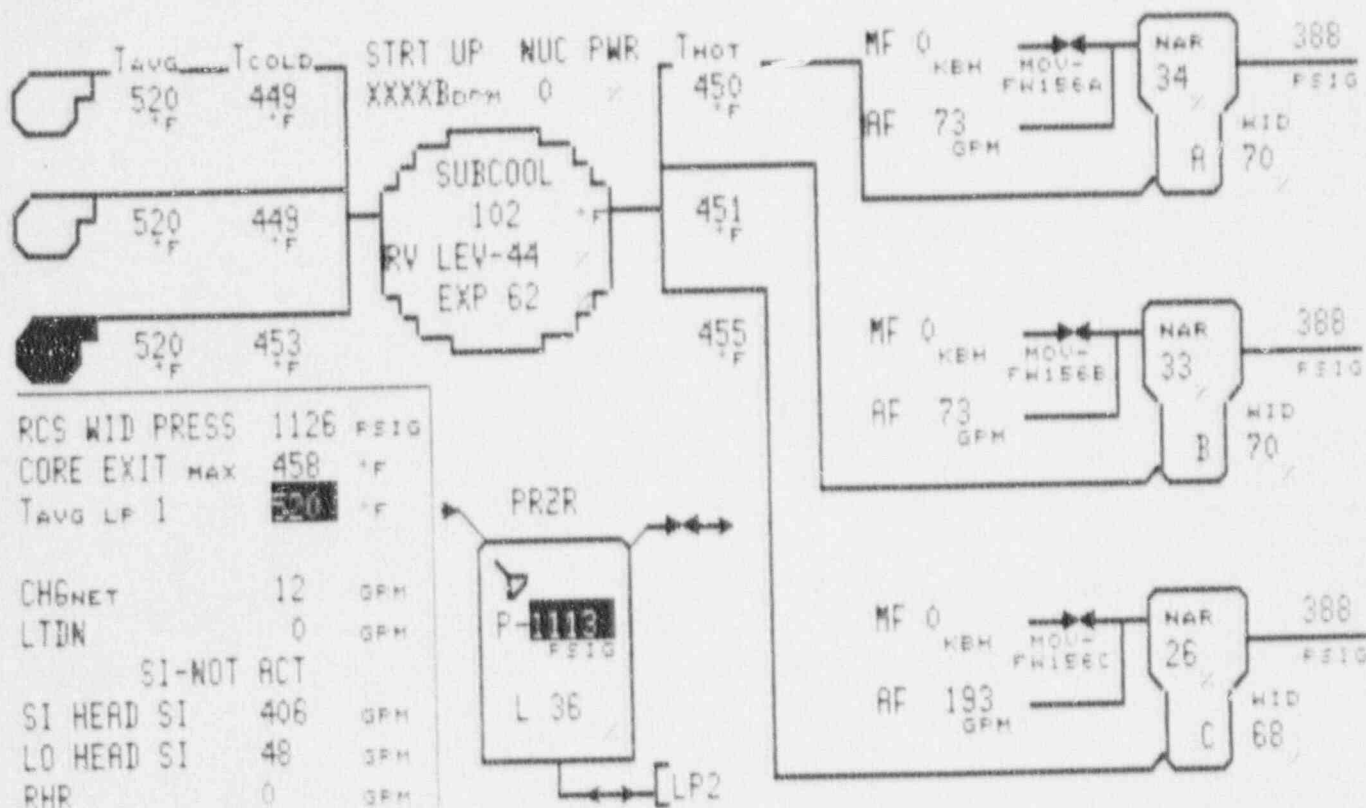 TAVG TCOLD
520 °F 449 °F
520 °F 449 °F
520 °F 453 °F
STRT UP NUC PWR
XXXXBDPM 0 %
SUBCOOL
102 °F
RV LEV-44 %
EXP 62 %
THOT
450 °F
451 °F
455 °F
MF 0 KBH
MOV-
FW156A
AF 73 GPM
NAR
34 %
A
WID
70 %
388
PSIG
MF 0 KBH
MOV-
FW156B
AF 73 GPM
NAR
33 %
B
WID
70 %
388
PSIG
MF 0 KBH
MOV-
FW156C
AF 193 GPM
NAR
26 %
C
WID
68 %
388
PSIG
RCS WID PRESS 1126 PSIG
CORE EXIT MAX 458 °F
TAVG LP 1 520 °F
CHGNET 12 GPM
LTDN 0 GPM
SI-NOT ACT
SI HEAD SI 406 GPM
LO HEAD SI 48 GPM
RHR 0 GPM
PRZR
P-1113
PSIG
L 36 %
LP2